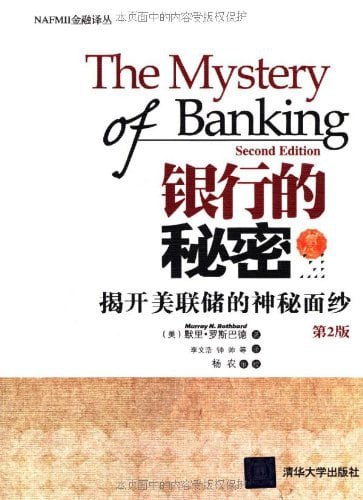 NAFMII金融译丛
本页面中的内容受版权保护
The Mystery
of Banking
Second Edition
银行的
秘密
揭开美联储的神秘面纱
第2版
Murray N. Rothbard
（美）默里·罗斯巴德 著
李文浩 钟帅 等 译
杨农 审校
清华大学出版社
本页面中的内容受版权保护